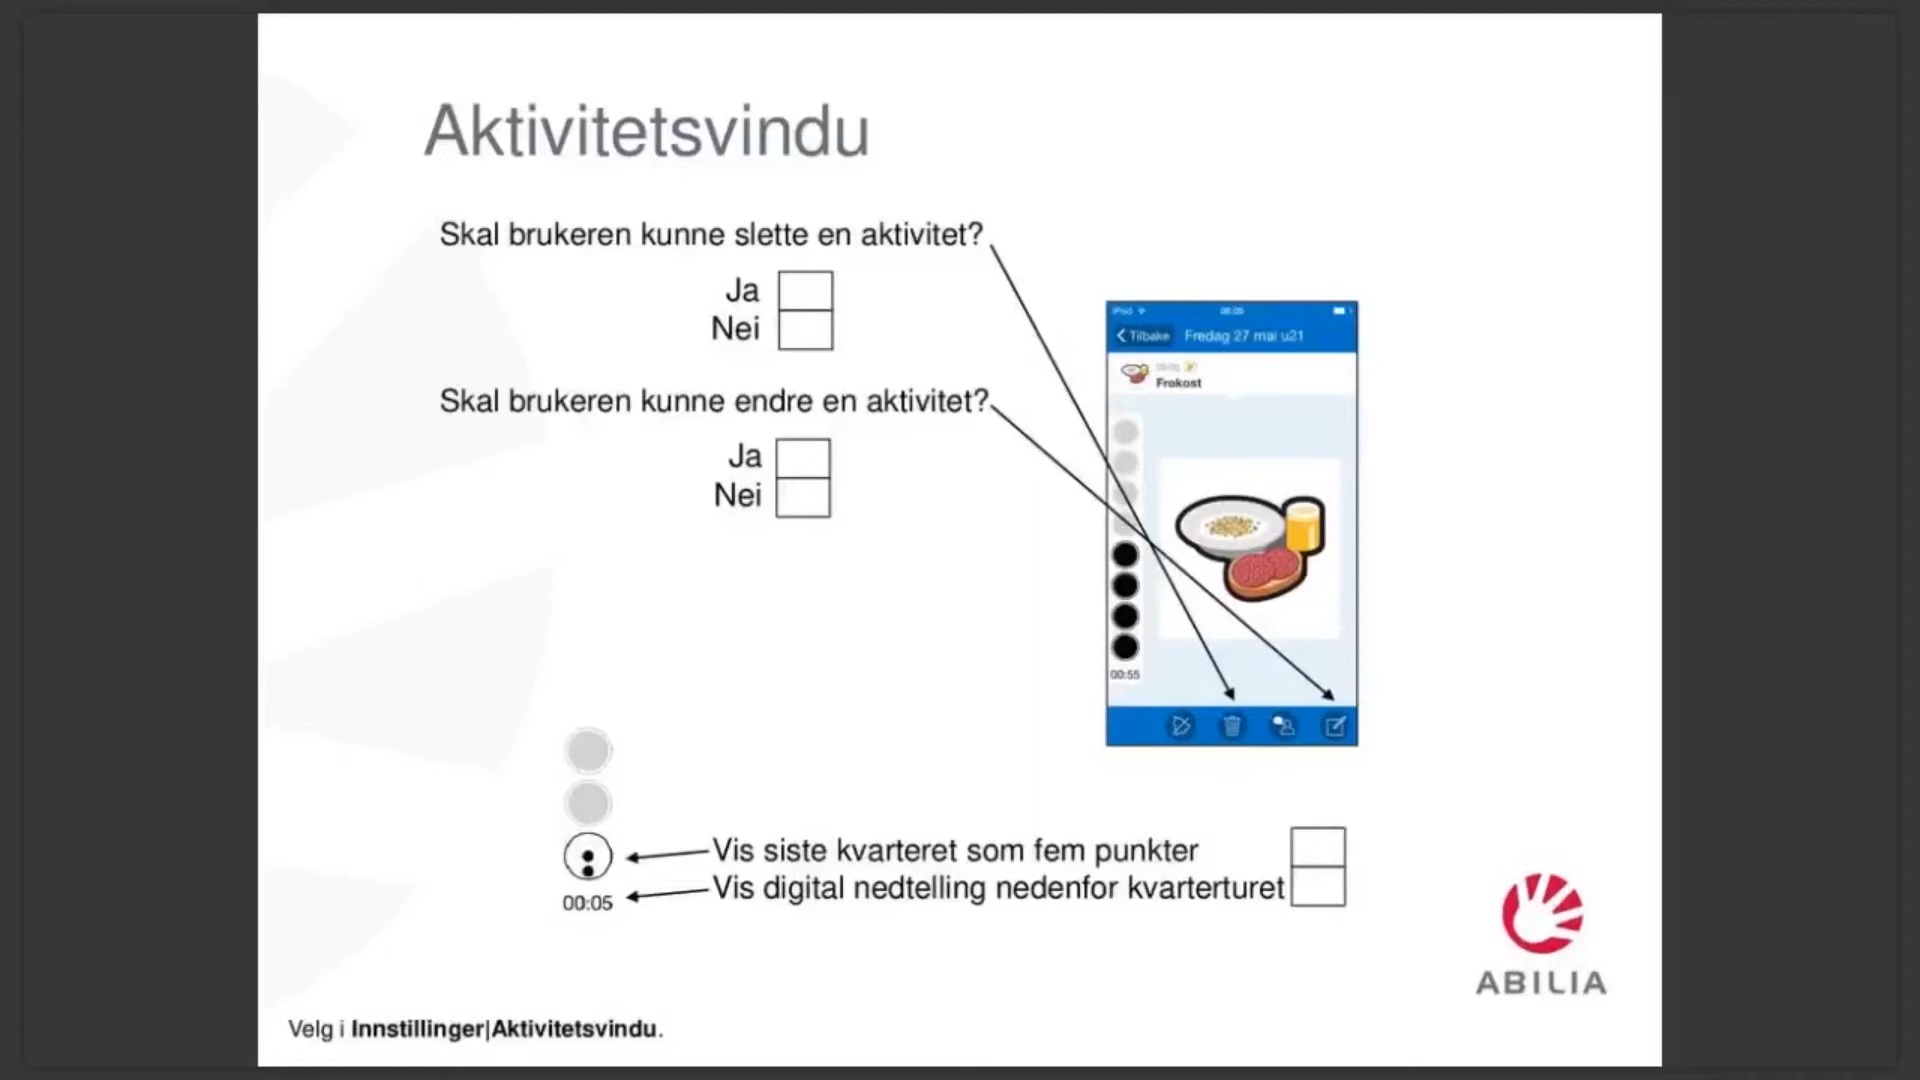 Aktivitetsvindu
Skal brukeren kunne slette en aktivitet?
Ja
Nei
Skal brukeren kunne endre en aktivitet?
Ja
Nei
iPod
08:05
Tilbake
Fredag 27 mai u21
Frokost
00:55
Vis siste kvarteret som fem punkter
Vis digital nedtelling nedenfor kvarterturet
00:05
ABILIA
Velg i Innstillinger|Aktivitetsvindu.